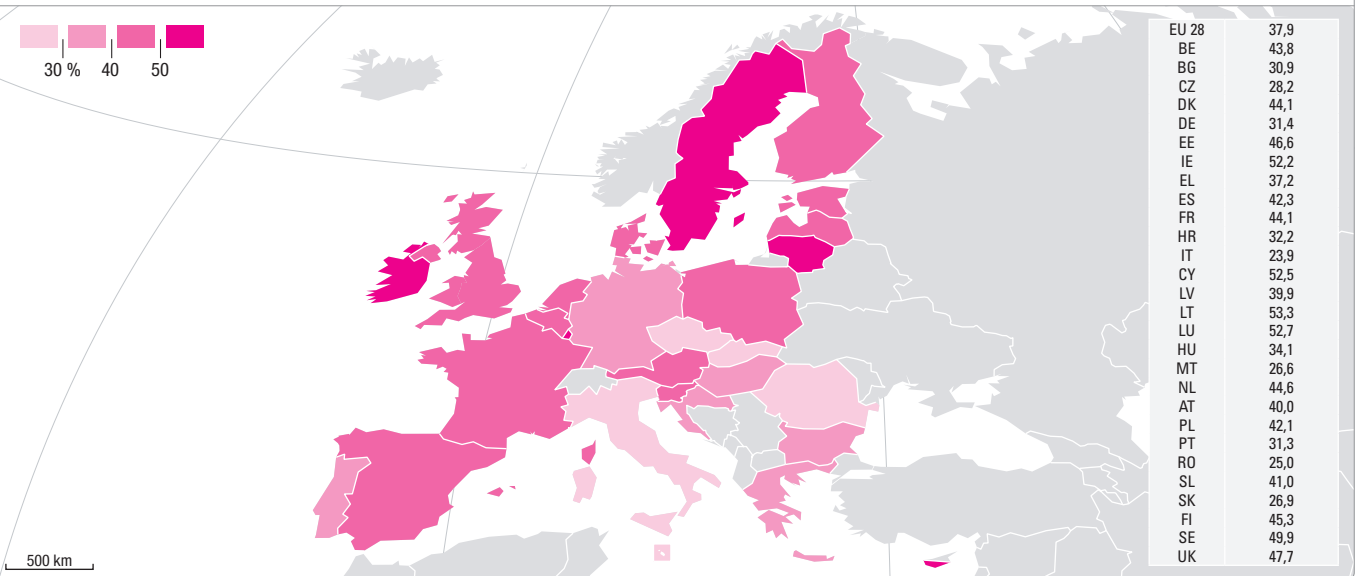 30 % 40 50
EU 28 37,9
BE 43,8
BG 30,9
CZ 28,2
DK 44,1
DE 31,4
EE 46,6
IE 52,2
EL 37,2
ES 42,3
FR 44,1
HR 32,2
IT 23,9
CY 52,5
LV 39,9
LT 53,3
LU 52,7
HU 34,1
MT 26,6
NL 44,6
AT 40,0
PL 42,1
PT 31,3
RO 25,0
SL 41,0
SK 26,9
FI 45,3
SE 49,9
UK 47,7
500 km